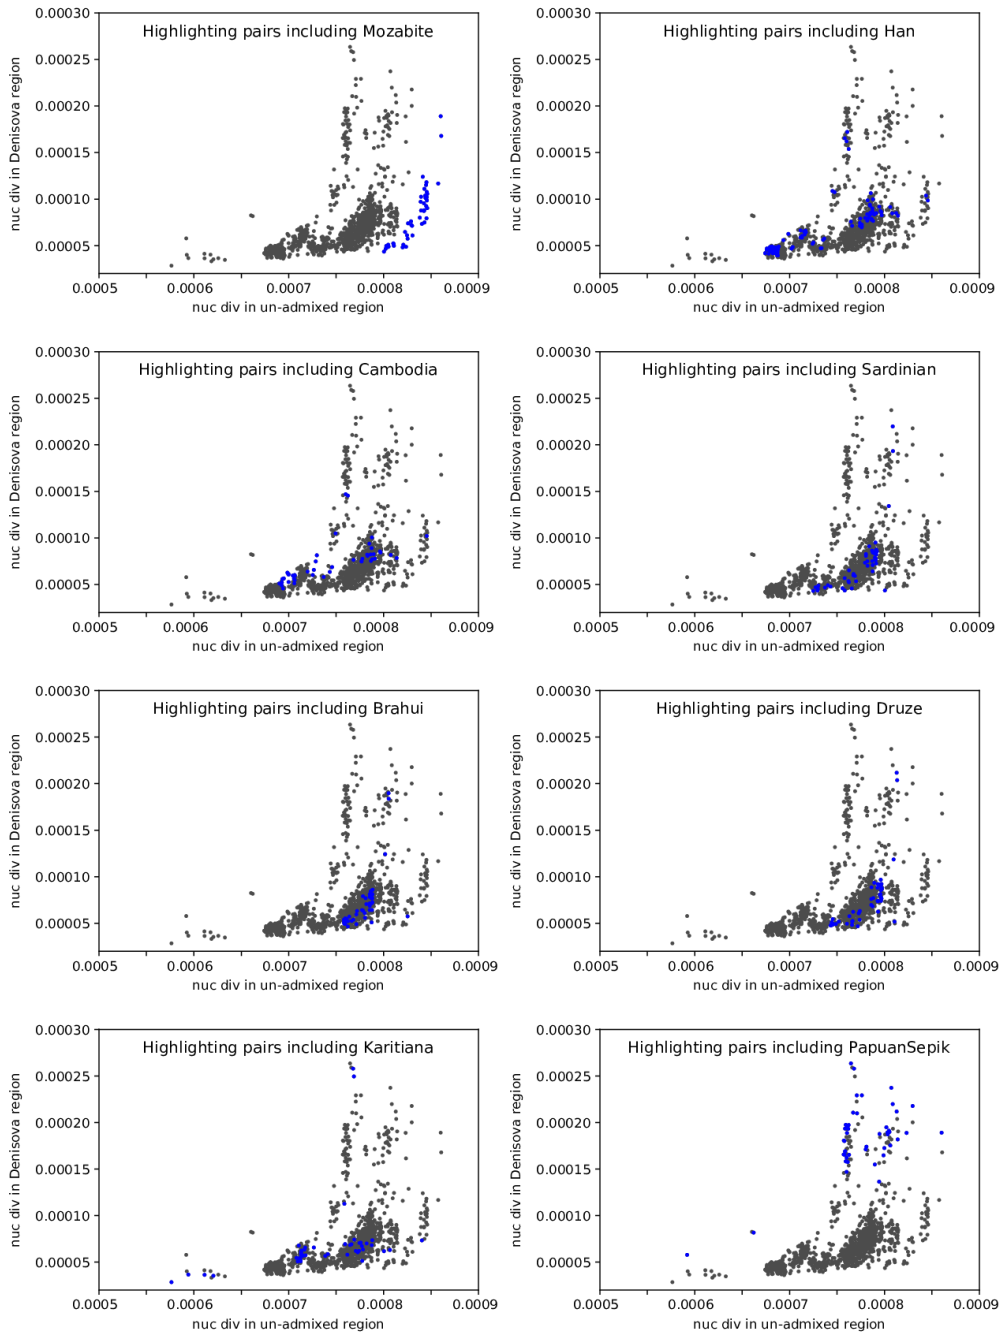 Highlighting pairs including Mozabite
nuc div in Denisova region
0.00030
0.00025
0.00020
0.00015
0.00010
0.00005
0.0005 0.0006 0.0007 0.0008 0.0009
nuc div in un-admixed region
Highlighting pairs including Han
nuc div in Denisova region
0.00030
0.00025
0.00020
0.00015
0.00010
0.00005
0.0005 0.0006 0.0007 0.0008 0.0009
nuc div in un-admixed region
Highlighting pairs including Cambodia
nuc div in Denisova region
0.00030
0.00025
0.00020
0.00015
0.00010
0.00005
0.0005 0.0006 0.0007 0.0008 0.0009
nuc div in un-admixed region
Highlighting pairs including Sardinian
nuc div in Denisova region
0.00030
0.00025
0.00020
0.00015
0.00010
0.00005
0.0005 0.0006 0.0007 0.0008 0.0009
nuc div in un-admixed region
Highlighting pairs including Brahui
nuc div in Denisova region
0.00030
0.00025
0.00020
0.00015
0.00010
0.00005
0.0005 0.0006 0.0007 0.0008 0.0009
nuc div in un-admixed region
Highlighting pairs including Druze
nuc div in Denisova region
0.00030
0.00025
0.00020
0.00015
0.00010
0.00005
0.0005 0.0006 0.0007 0.0008 0.0009
nuc div in un-admixed region
Highlighting pairs including Karitiana
nuc div in Denisova region
0.00030
0.00025
0.00020
0.00015
0.00010
0.00005
0.0005 0.0006 0.0007 0.0008 0.0009
nuc div in un-admixed region
Highlighting pairs including PapuanSepik
nuc div in Denisova region
0.00030
0.00025
0.00020
0.00015
0.00010
0.00005
0.0005 0.0006 0.0007 0.0008 0.0009
nuc div in un-admixed region